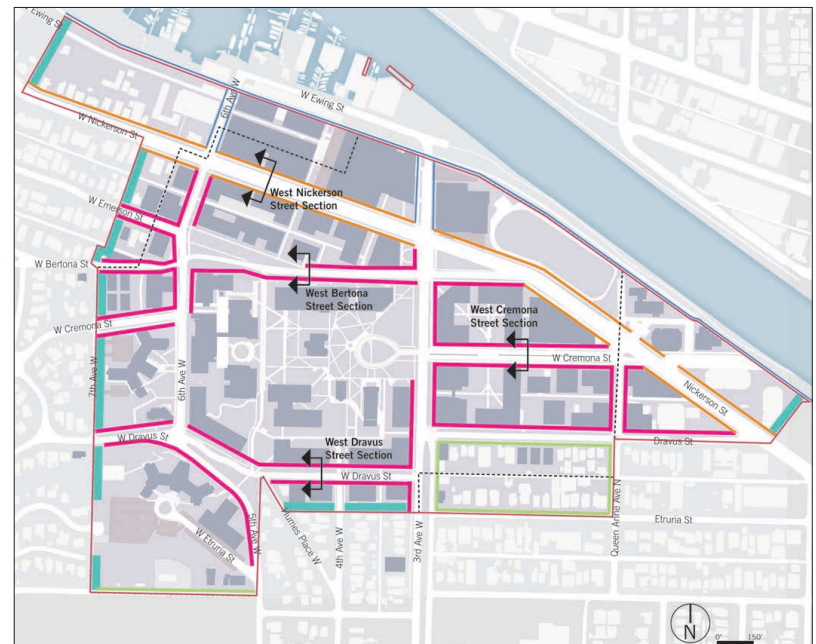 W Ewing St
6th Ave W
W Ewing St
W Nickerson St
West Nickerson
Street Section
W Emerson St
W Bertona St
West Bertona
Street Section
West Cremona
Street Section
W Cremona St
W Cremona St
7th Ave W
6th Ave W
Nickerson St
W Dravus St
West Dravus
Street Section
Dravus St
W Dravus St
W Etruria St
5th Ave W
Humes Place W
4th Ave W
3rd Ave W
Queen Anne Ave N
Etruria St
N
0'
150'